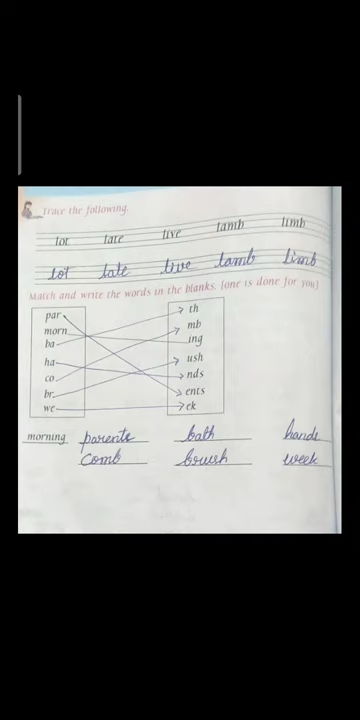 Trace the following.
lot late live lamb limb
lot late live lamb limb
Match and write the words in the blanks. (one is done for you)
par th
morn mb
ba ing
ha ush
co nds
br ents
we ek
morning parents bath hands
comb brush week